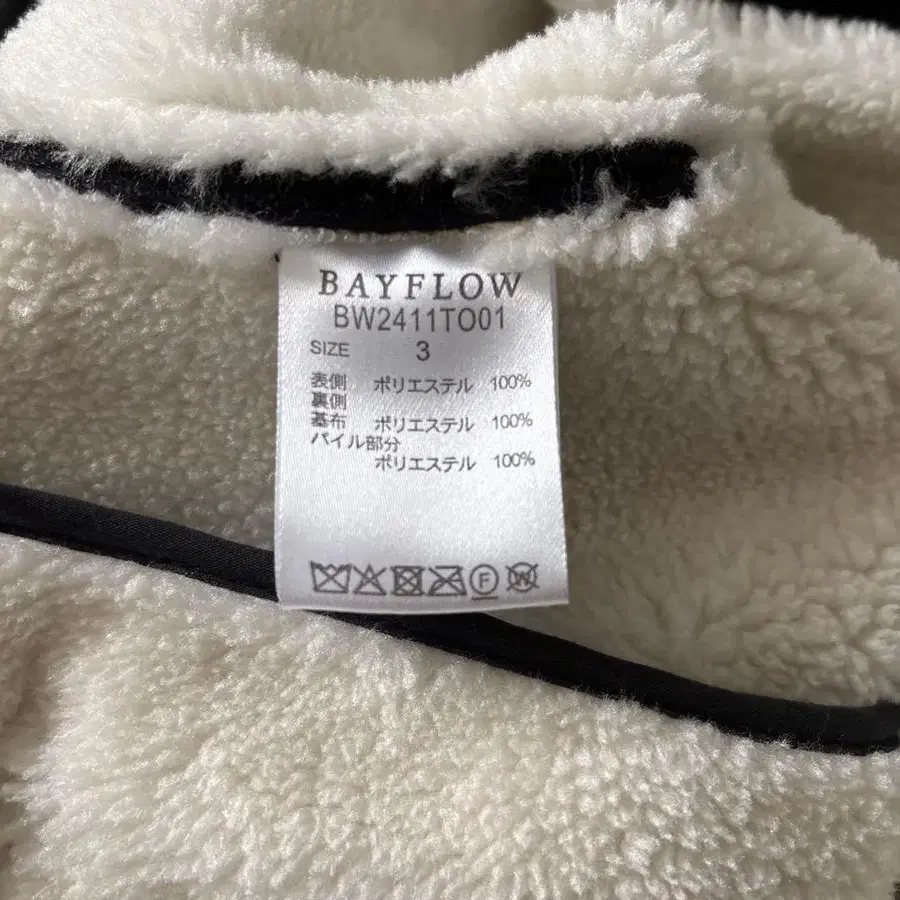 BAYFLOW
BW2411TO01
SIZE 3
表側 ポリエステル 100%
裏側
基布 ポリエステル 100%
パイル部分
ポリエステル 100%
F W